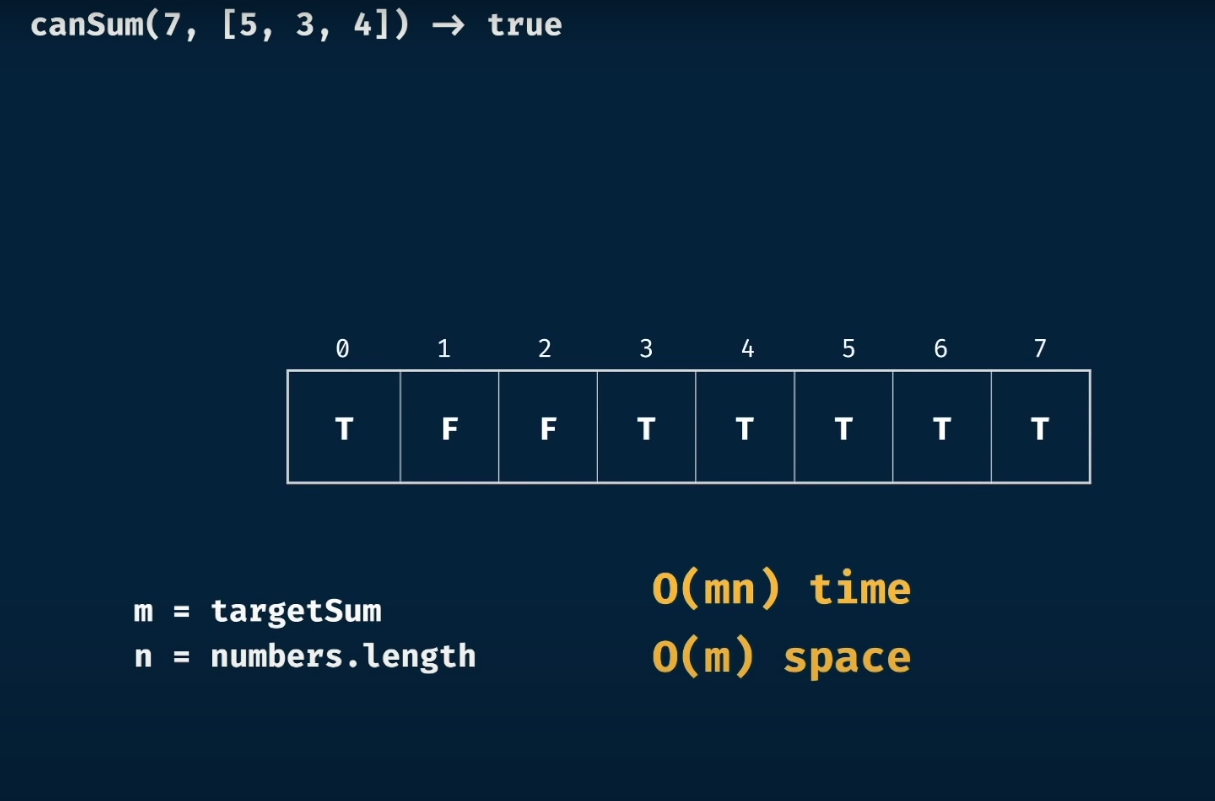 canSum(7, [5, 3, 4]) → true
0 1 2 3 4 5 6 7
T F F T T T T T
m = targetSum
n = numbers.length
O(mn) time
O(m) space